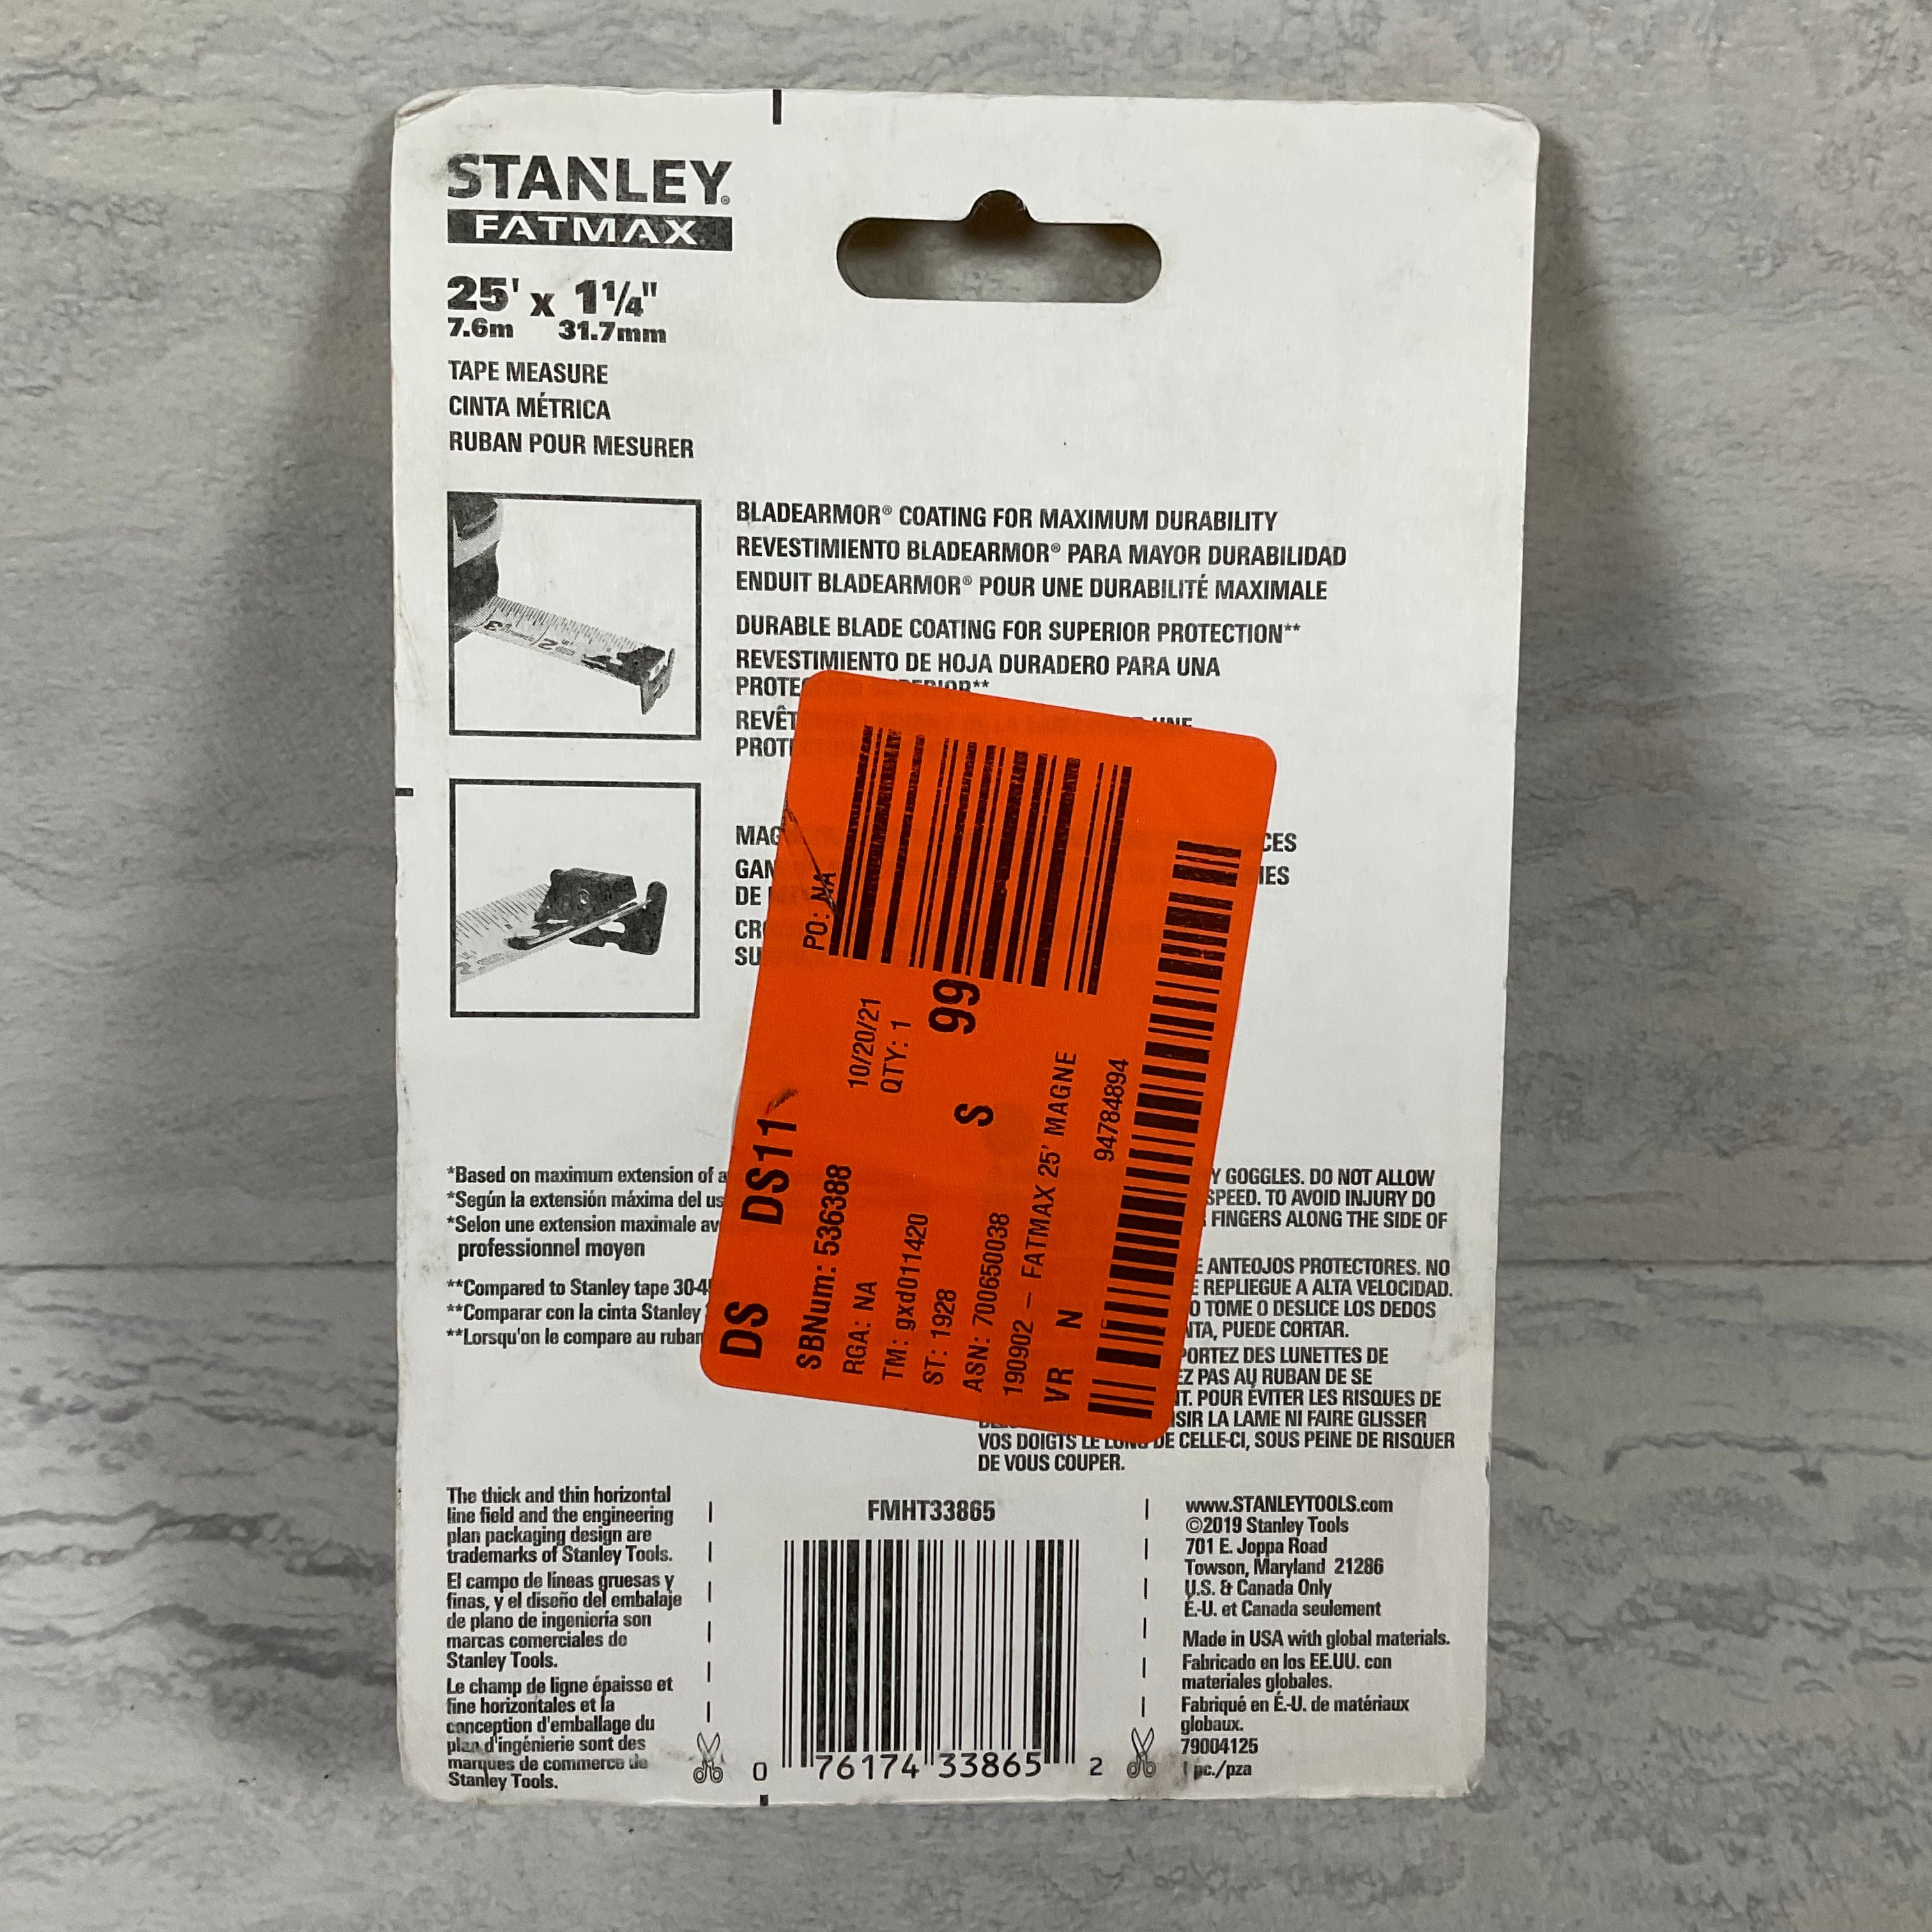 STANLEY®
FATMAX
25' x 1¼"
7.6m 31.7mm
TAPE MEASURE
CINTA MÉTRICA
RUBAN POUR MESURER
BLADEARMOR® COATING FOR MAXIMUM DURABILITY
REVESTIMIENTO BLADEARMOR® PARA MAYOR DURABILIDAD
ENDUIT BLADEARMOR® POUR UNE DURABILITÉ MAXIMALE
DURABLE BLADE COATING FOR SUPERIOR PROTECTION**
REVESTIMIENTO DE HOJA DURADERO PARA UNA
UNE
DE
DS DS11
SBNum: 536388 10/20/21
RGA: NA QTY: 1
PO: NA
TM: gxd011420
ST: 1928 S 99
ASN: 700650038
190902 – FATMAX 25' MAGNE
VR N 94784894
*Based on maximum extension of
*Según la extensión máxima del
*Selon une extension maximale
professionnel moyen
**Compared to Stanley tape
**Comparar con la cinta Stanley
**Lorsqu'on le compare au
GOGGLES. DO NOT ALLOW
SPEED. TO AVOID INJURY DO
FINGERS ALONG THE SIDE OF
ANTEOJOS PROTECTORES. NO
REPLIEGUE A ALTA VELOCIDAD.
TOME O DESLICE LOS DEDOS
PUEDE CORTAR.
PORTEZ DES LUNETTES DE
PAS AU RUBAN DE SE
POUR ÉVITER LES RISQUES DE
LA LAME NI FAIRE GLISSER
VOS DOIGTS LE LONG DE CELLE-CI, SOUS PEINE DE RISQUER
DE VOUS COUPER.
The thick and thin horizontal
line field and the engineering
plan packaging design are
trademarks of Stanley Tools.
El campo de líneas gruesas y
finas, y el diseño del embalaje
de plano de ingeniería son
marcas comerciales de
Stanley Tools.
Le champ de ligne épaisse et
fine horizontales et la
conception d'emballage du
plan d'ingénierie sont des
marques de commerce de
Stanley Tools.
FMHT33865
0 76174 33865 2
www.STANLEYTOOLS.com
©2019 Stanley Tools
701 E. Joppa Road
Towson, Maryland 21286
U.S. & Canada Only
É.-U. et Canada seulement
Made in USA with global materials.
Fabricado en los EE.UU. con
materiales globales.
Fabriqué en É.-U. de matériaux
globaux.
79004125
1 pc./pza